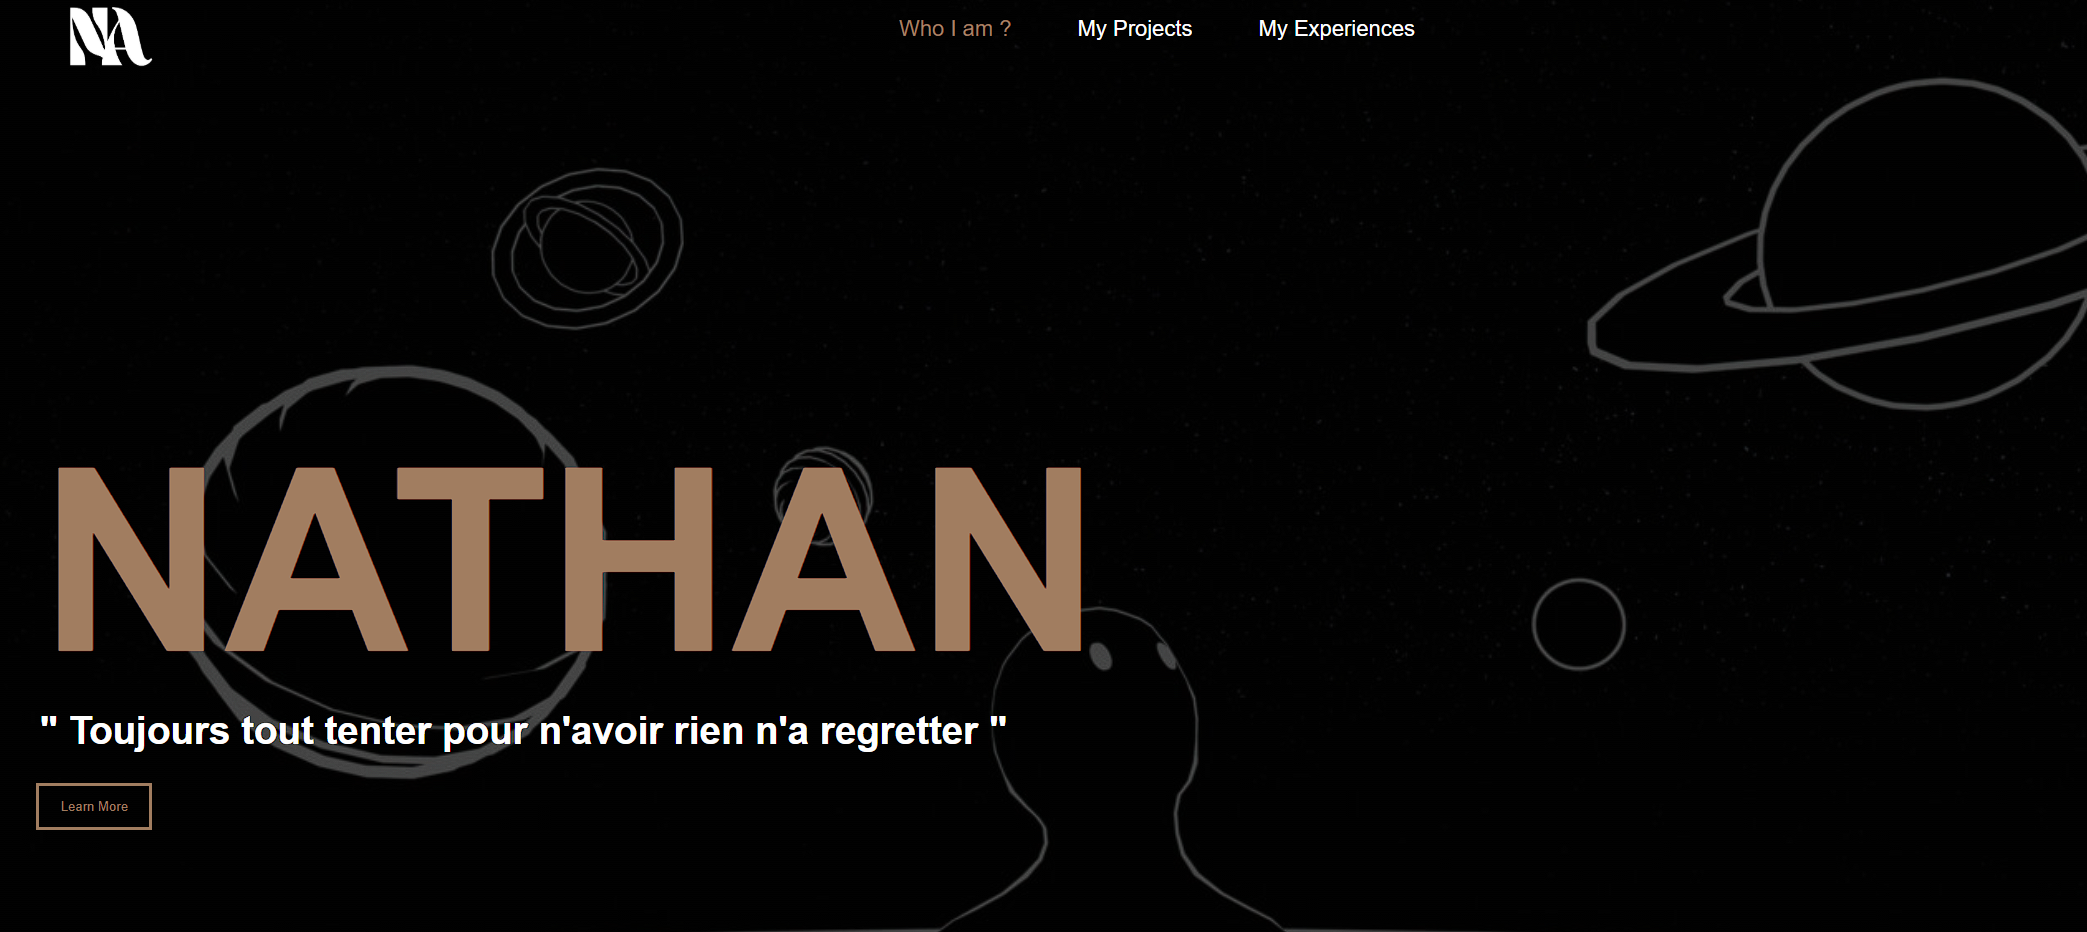 NA
Who I am ? My Projects My Experiences
NATHAN
" Toujours tout tenter pour n'avoir rien n'a regretter "
Learn More